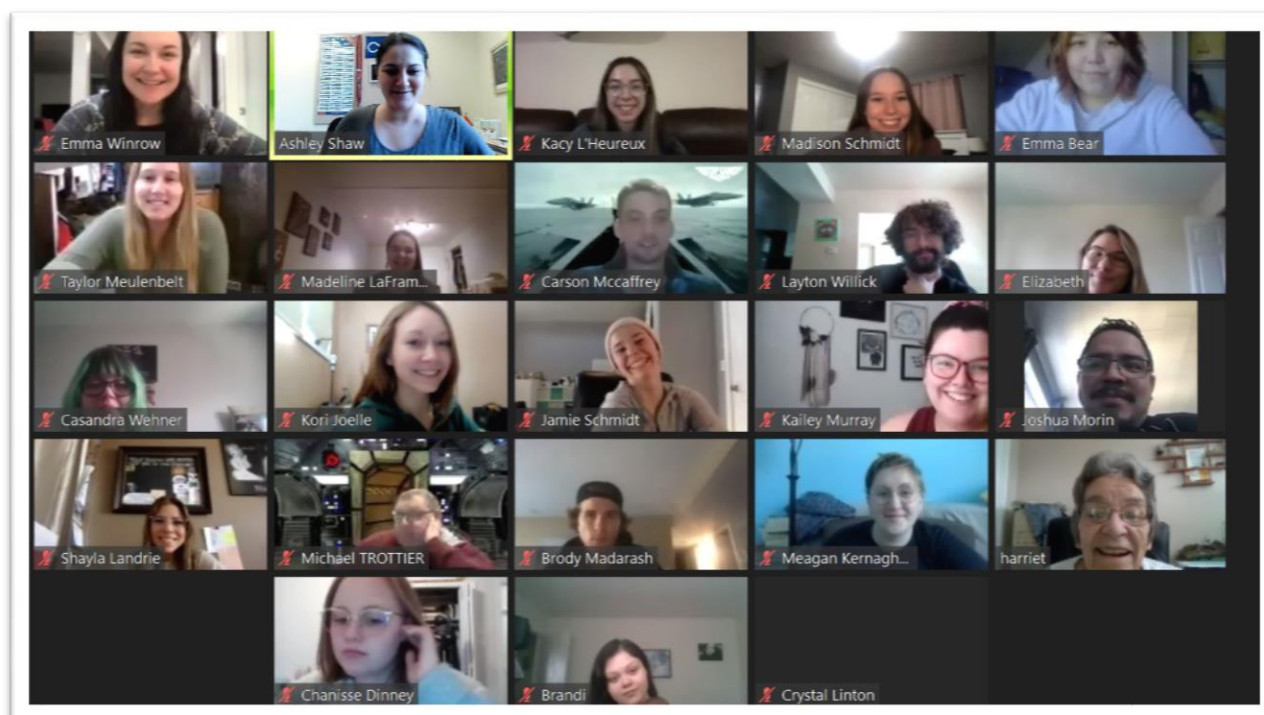 Emma Winrow
Ashley Shaw
Kacy L'Heureux
Madison Schmidt
Emma Bear
Taylor Meulenbelt
Madeline LaFram...
Carson Mccaffrey
Layton Willick
Elizabeth
Casandra Wehner
Kori Joelle
Jamie Schmidt
Kailey Murray
Joshua Morin
Shayla Landrie
Michael TROTTIER
Brody Madarash
Meagan Kernagh...
harriet
Chanisse Dinney
Brandi
Crystal Linton